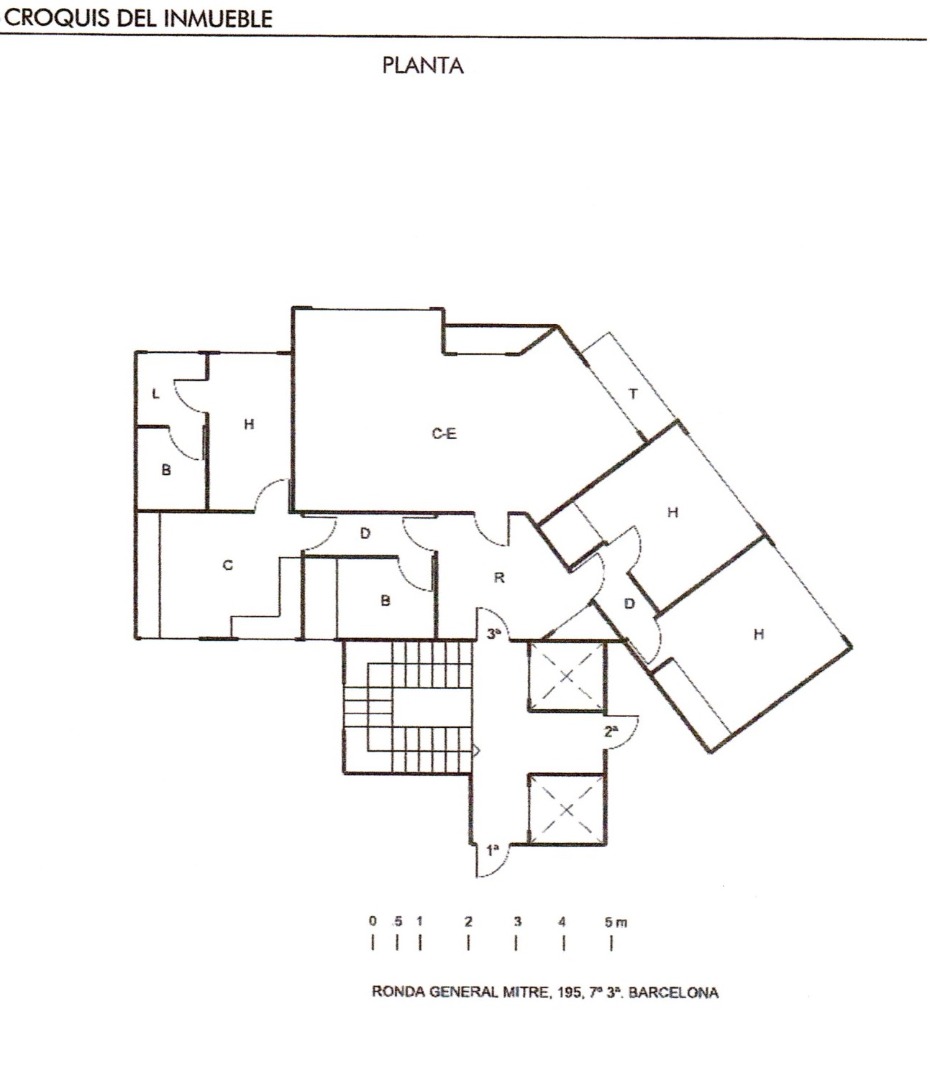 CROQUIS DEL INMUEBLE
PLANTA
L
H
T
C-E
B
H
D
C
R
B
D
H
3ª
2ª
1ª
0 .5 1 2 3 4 5 m
RONDA GENERAL MITRE, 195, 7º 3ª. BARCELONA